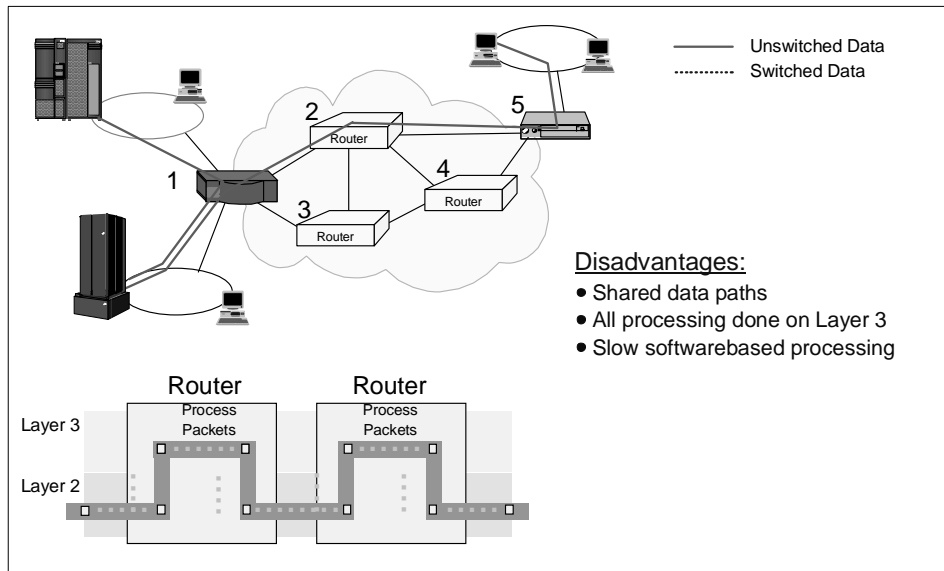 Unswitched Data
Switched Data
1
2
Router
3
Router
4
Router
5
Disadvantages:
• Shared data paths
• All processing done on Layer 3
• Slow softwarebased processing
Router
Router
Layer 3
Process
Packets
Process
Packets
Layer 2